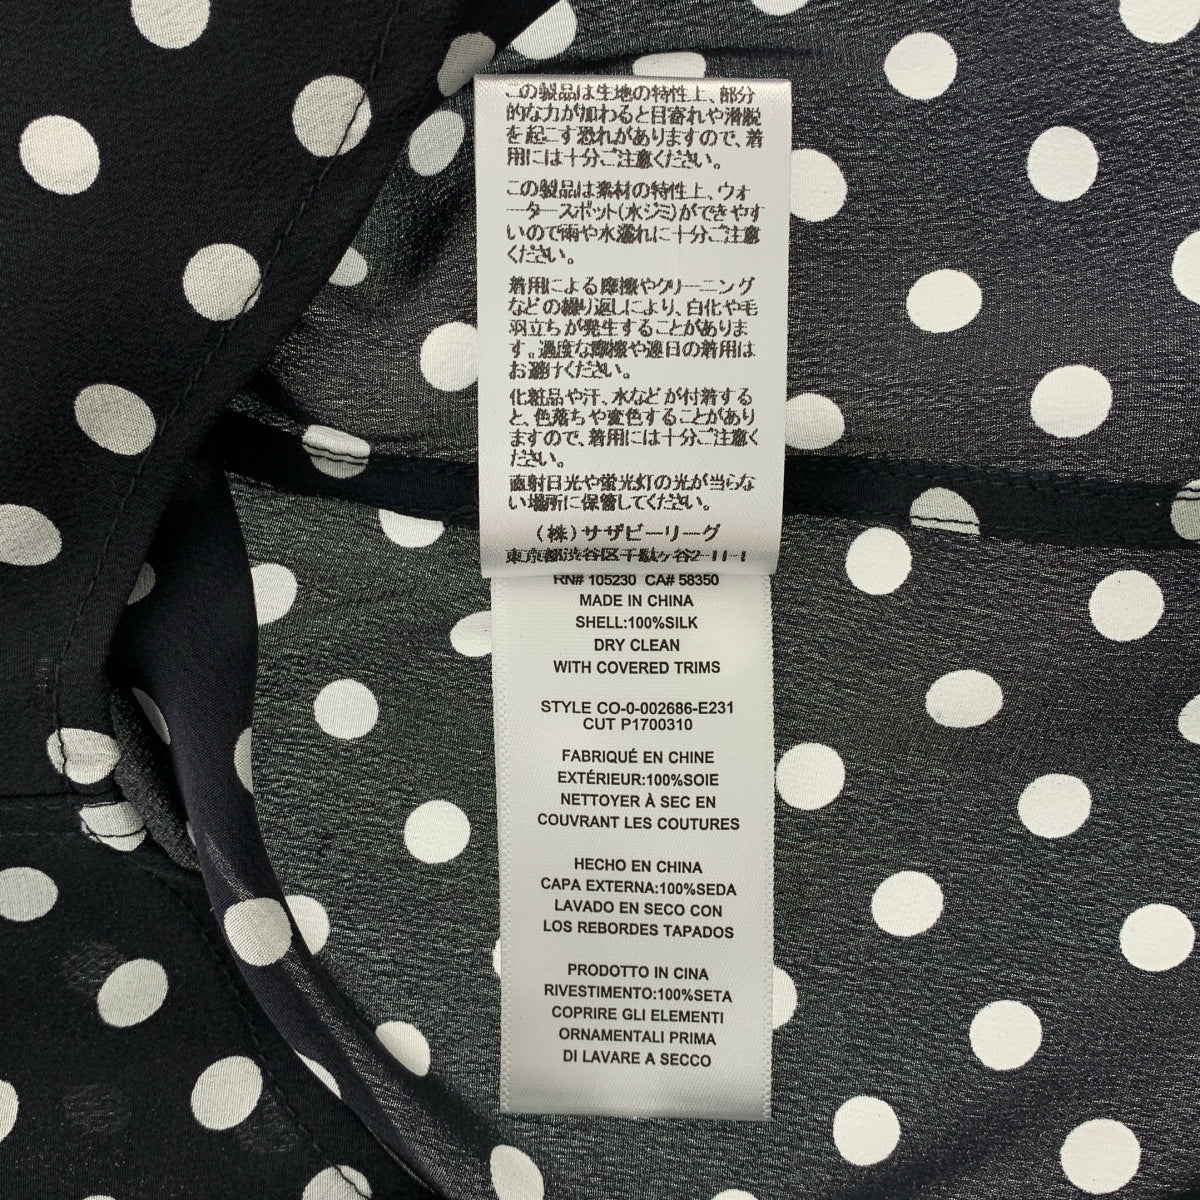 この製品は生地の特性上、部分
的な力が加わると目寄れや滑脱
を起こす恐れがありますので、着
用には十分ご注意ください。
この製品は素材の特性上、ウォ
ータースポット(水ジミ)ができやす
いので雨や水濡れに十分ご注意
ください。
着用による摩擦やクリーニング
などの繰り返しにより、白化や毛
羽立ちが発生することがありま
す。過度な摩擦や連日の着用は
お避けください。
化粧品や汗、水などが付着する
と、色落ちや変色することがあり
ますので、着用には十分ご注意く
ださい。
直射日光や蛍光灯の光が当らな
い場所に保管してください。
(株)サザビーリーグ
東京都渋谷区千駄ヶ谷2-11-1
RN# 105230 CA# 58350
MADE IN CHINA
SHELL:100%SILK
DRY CLEAN
WITH COVERED TRIMS
STYLE CO-0-002686-E231
CUT P1700310
FABRIQUÉ EN CHINE
EXTÉRIEUR:100%SOIE
NETTOYER À SEC EN
COUVRANT LES COUTURES
HECHO EN CHINA
CAPA EXTERNA:100%SEDA
LAVADO EN SECO CON
LOS REBORDES TAPADOS
PRODOTTO IN CINA
RIVESTIMENTO:100%SETA
COPRIRE GLI ELEMENTI
ORNAMENTALI PRIMA
DI LAVARE A SECCO